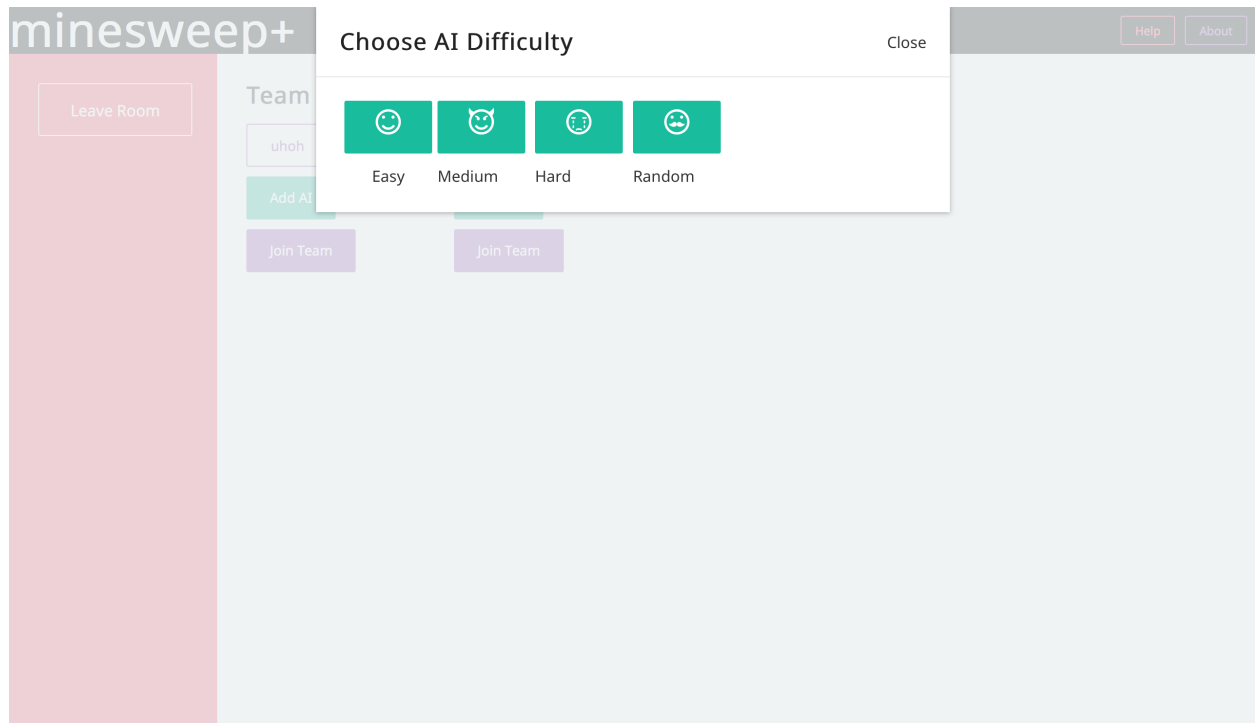 minesweep+
Choose AI Difficulty
Close
Help
About
Leave Room
Team
uhoh
Easy
Medium
Hard
Random
Add AI
Join Team
Join Team